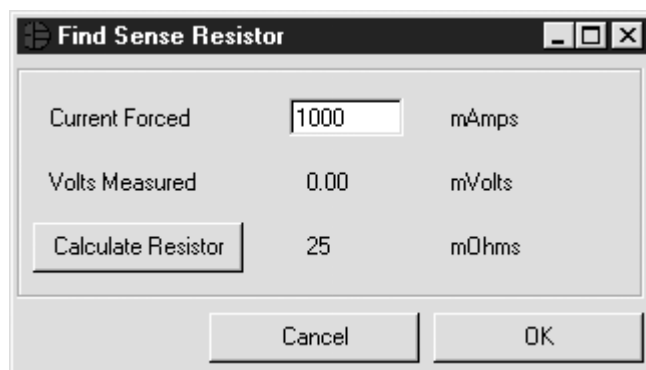 Find Sense Resistor
Current Forced 1000 mAmps
Volts Measured 0.00 mVolts
Calculate Resistor 25 mOhms
Cancel OK